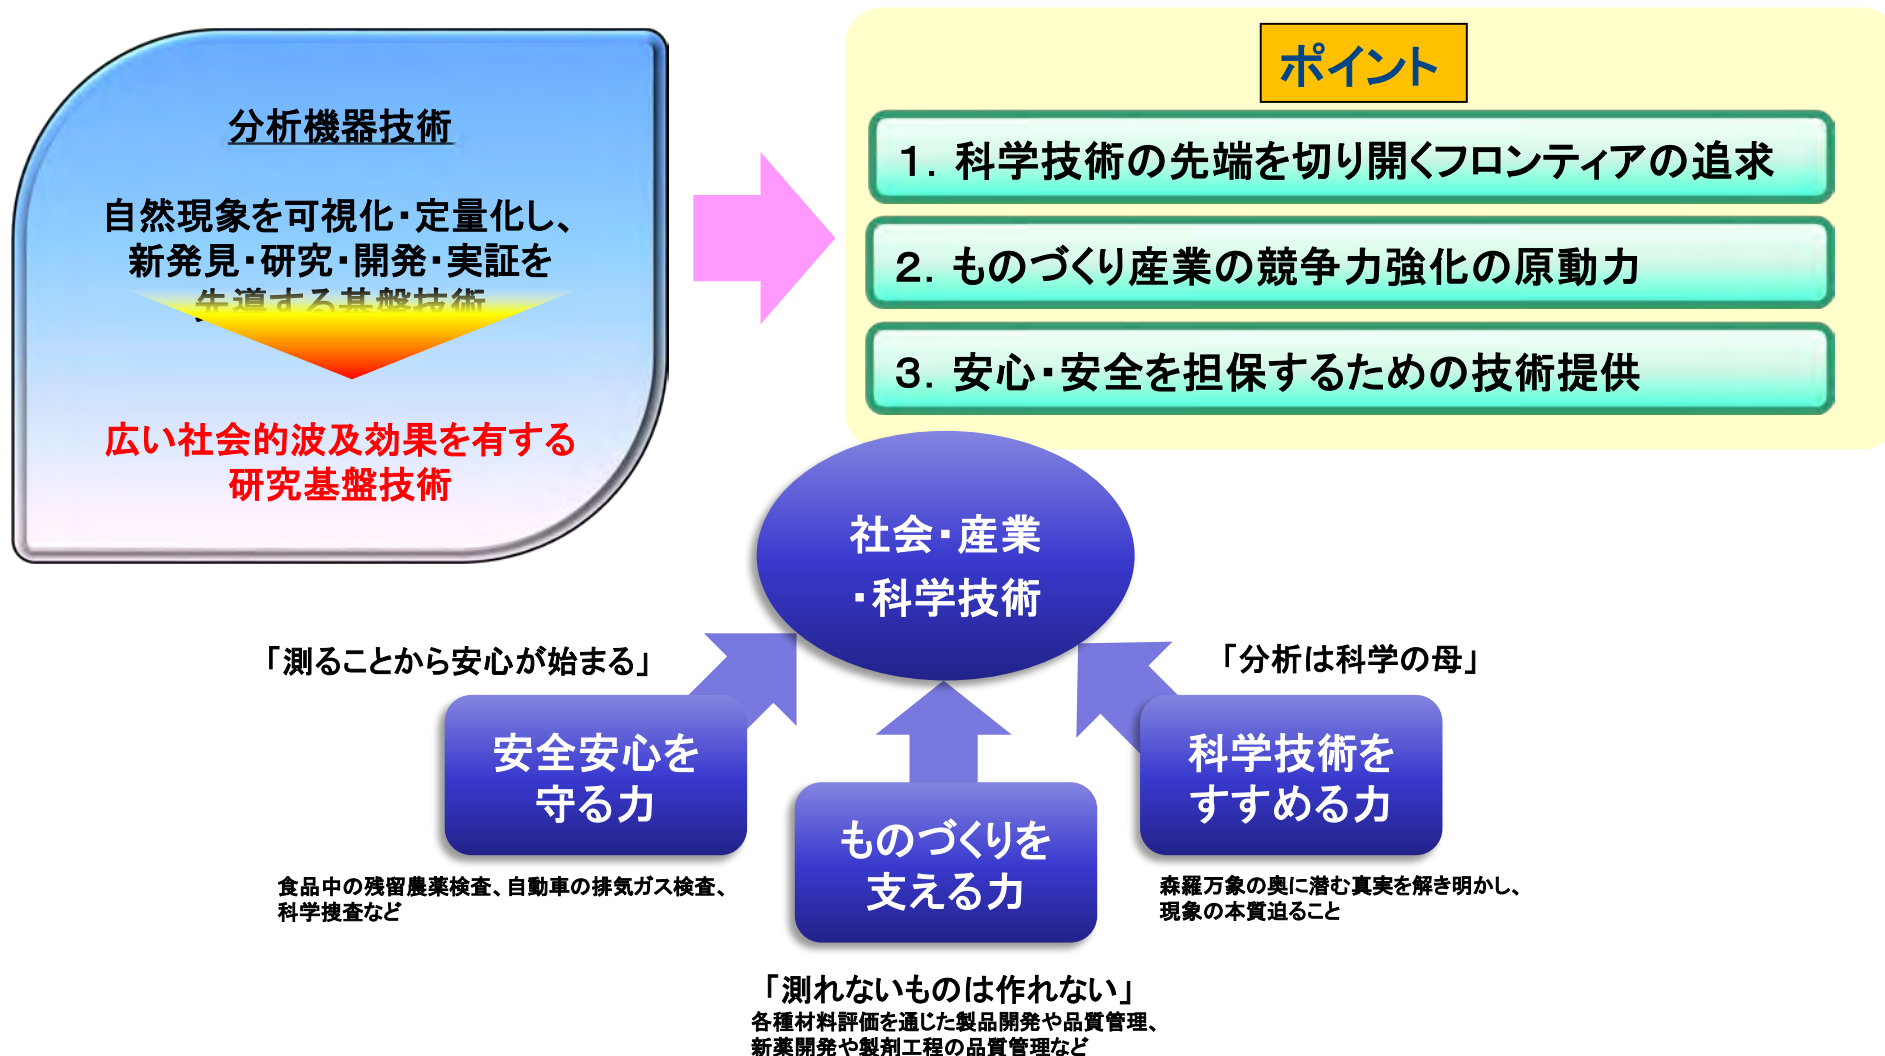 分析機器技術
自然現象を可視化・定量化し、
新発見・研究・開発・実証を
先導する基盤技術
広い社会的波及効果を有する
研究基盤技術
ポイント
１．科学技術の先端を切り開くフロンティアの追求
２．ものづくり産業の競争力強化の原動力
３．安心・安全を担保するための技術提供
社会・産業
・科学技術
「測ることから安心が始まる」
「分析は科学の母」
安全安心を
守る力
ものづくりを
支える力
科学技術を
すすめる力
食品中の残留農薬検査、自動車の排気ガス検査、
科学捜査など
森羅万象の奥に潜む真実を解き明かし、
現象の本質迫ること
「測れないものは作れない」
各種材料評価を通じた製品開発や品質管理、
新薬開発や製剤工程の品質管理など